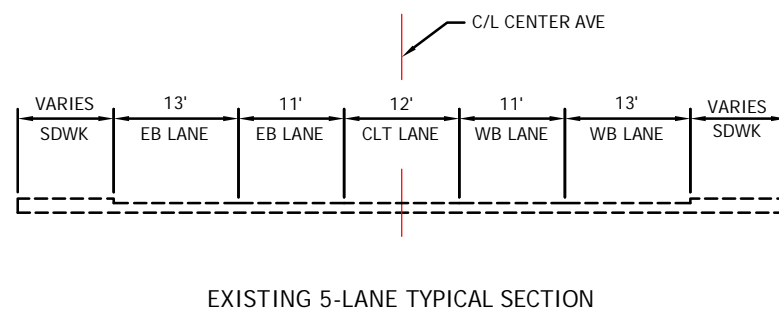 C/L CENTER AVE
VARIES 13' 11' 12' 11' 13' VARIES
SDWK EB LANE EB LANE CLT LANE WB LANE WB LANE SDWK
EXISTING 5-LANE TYPICAL SECTION